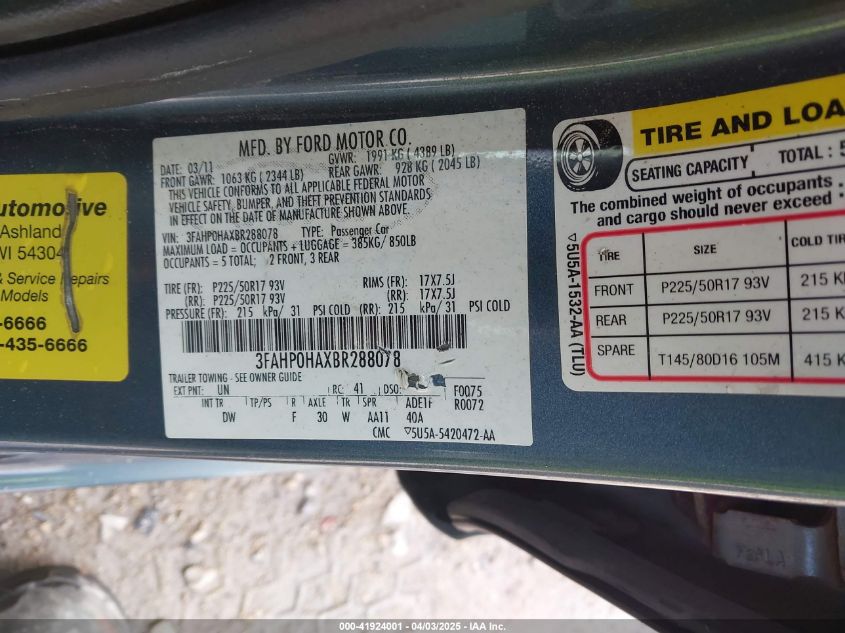 utomotive
Ashland
WI 54304
& Service Repairs
Models
-6666
-435-6666
MFD. BY FORD MOTOR CO.
DATE: 03/11 GVWR: 1991 KG ( 4389 LB)
FRONT GAWR: 1063 KG ( 2344 LB) REAR GAWR: 928 KG ( 2045 LB)
THIS VEHICLE CONFORMS TO ALL APPLICABLE FEDERAL MOTOR
VEHICLE SAFETY, BUMPER, AND THEFT PREVENTION STANDARDS
IN EFFECT ON THE DATE OF MANUFACTURE SHOWN ABOVE.
VIN: 3FAHP0HAXBR288078 TYPE: Passenger Car
MAXIMUM LOAD = OCCUPANTS + LUGGAGE = 385KG/ 850LB
OCCUPANTS = 5 TOTAL; 2 FRONT, 3 REAR
TIRE (FR): P225/50R17 93V RIMS (FR): 17X7.5J
(RR): P225/50R17 93V (RR): 17X7.5J
PRESSURE (FR): 215 kPa/ 31 PSI COLD (RR): 215 kPa/ 31 PSI COLD
3FAHP0HAXBR288078
TRAILER TOWING - SEE OWNER GUIDE
EXT PNT: UN RC: 41 DSO: F0075
INT TR TP/PS R AXLE TR SPR ADE1F R0072
DW F 30 W AA11 40A
CMC ▽5U5A-5420472-AA
TIRE AND LOA
SEATING CAPACITY TOTAL : 5
The combined weight of occupants
and cargo should never exceed :
TIRE SIZE COLD TIR
FRONT P225/50R17 93V 215 K
REAR P225/50R17 93V 215 K
SPARE T145/80D16 105M 415 K
▽5U5A-1532-AA (TLU)
000-41924001 | 04/03/2025 - IAA Inc.